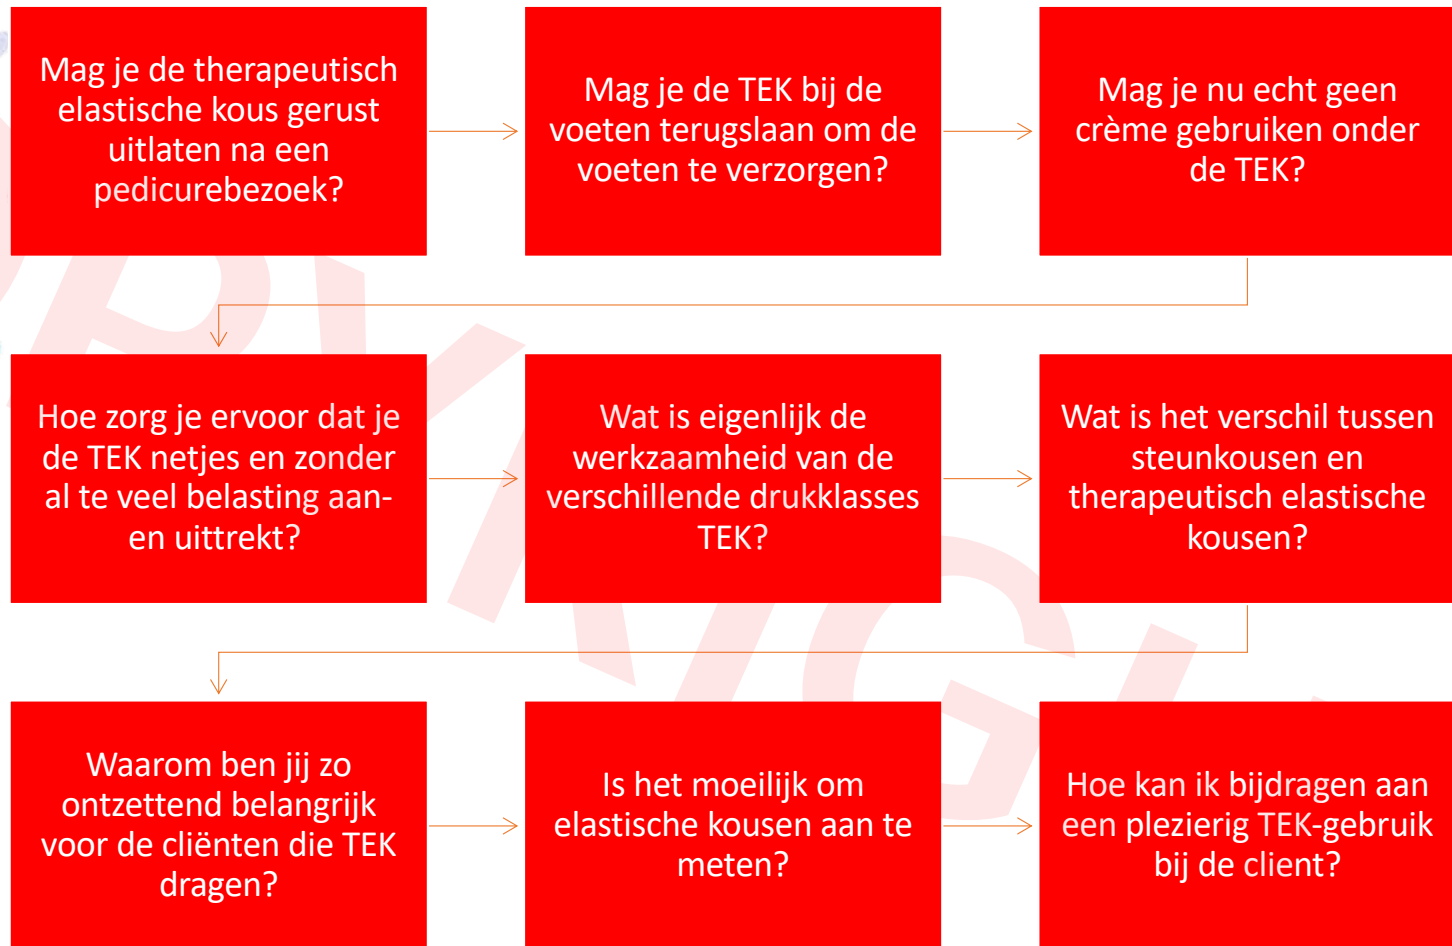 Mag je de therapeutisch
elastische kous gerust
uitlaten na een
pedicurebezoek?
Mag je de TEK bij de
voeten terugslaan om de
voeten te verzorgen?
Mag je nu echt geen
crème gebruiken onder
de TEK?
Hoe zorg je ervoor dat je
de TEK netjes en zonder
al te veel belasting aan-
en uittrekt?
Wat is eigenlijk de
werkzaamheid van de
verschillende drukklasses
TEK?
Wat is het verschil tussen
steunkousen en
therapeutisch elastische
kousen?
Waarom ben jij zo
ontzettend belangrijk
voor de cliënten die TEK
dragen?
Is het moeilijk om
elastische kousen aan te
meten?
Hoe kan ik bijdragen aan
een plezierig TEK-gebruik
bij de client?